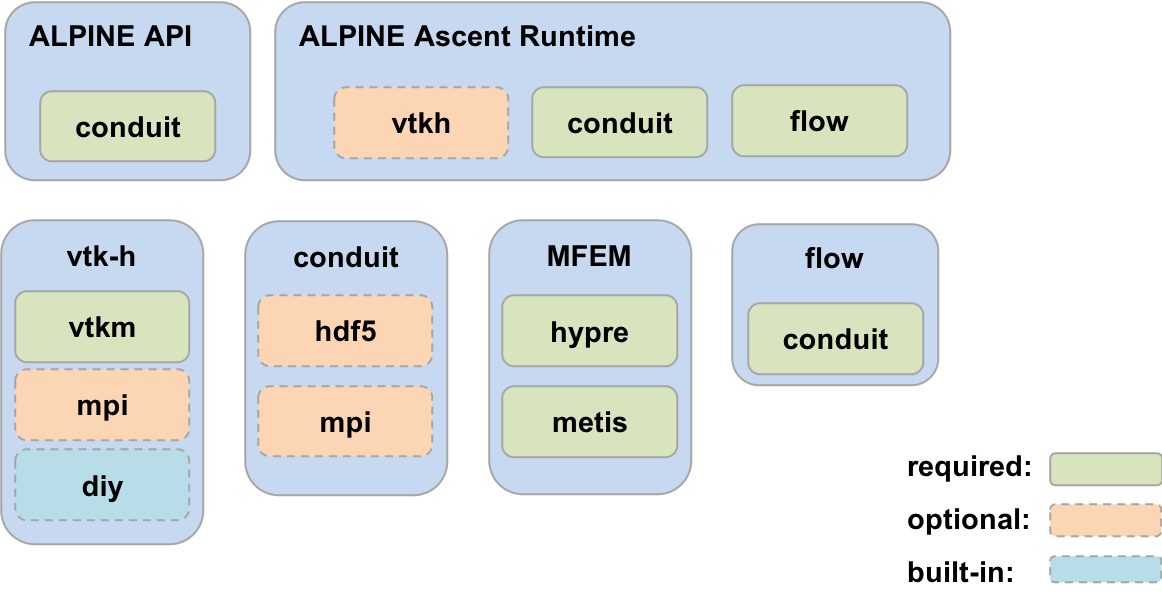 ALPINE API
conduit
ALPINE Ascent Runtime
vtkh
conduit
flow
vtk-h
vtkm
mpi
diy
conduit
hdf5
mpi
MFEM
hypre
metis
flow
conduit
required:
optional:
built-in: